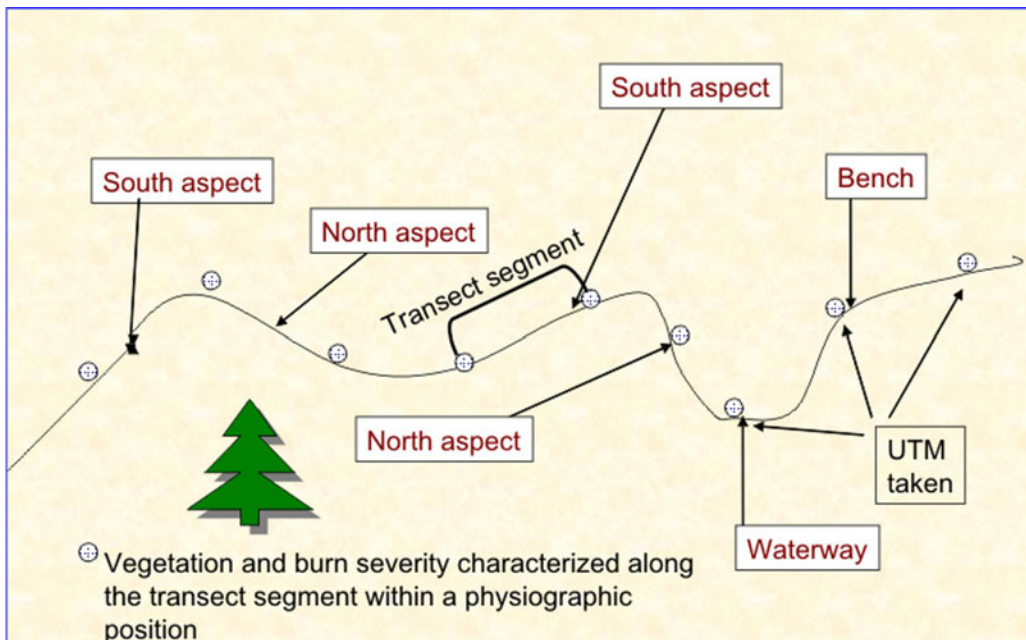 South aspect
South aspect
Bench
North aspect
Transect segment
North aspect
UTM
taken
Waterway
Vegetation and burn severity characterized along
the transect segment within a physiographic
position